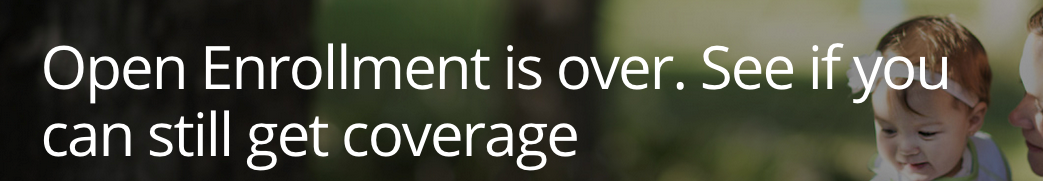 Open Enrollment is over. See if you
can still get coverage